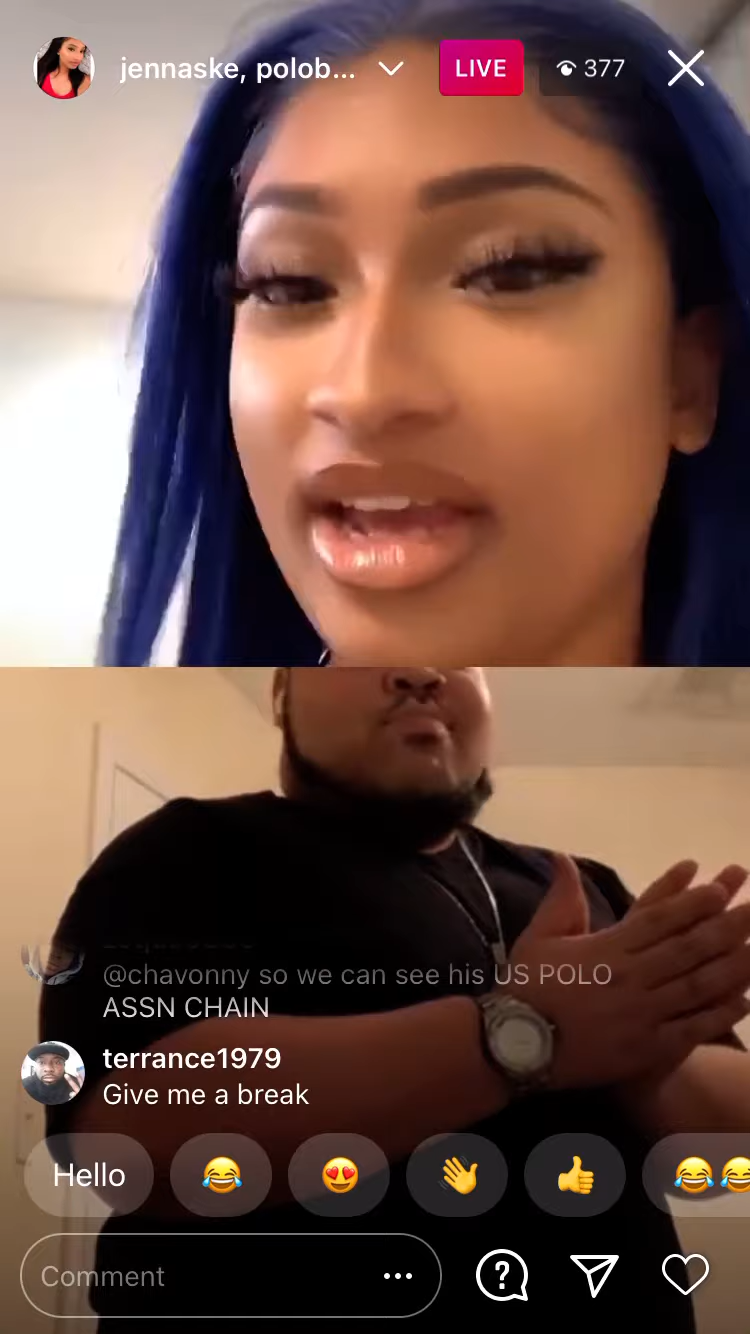 jennaske, polob...
LIVE
377
@chavonny so we can see his US POLO
ASSN CHAIN
terrance1979
Give me a break
Hello
Comment